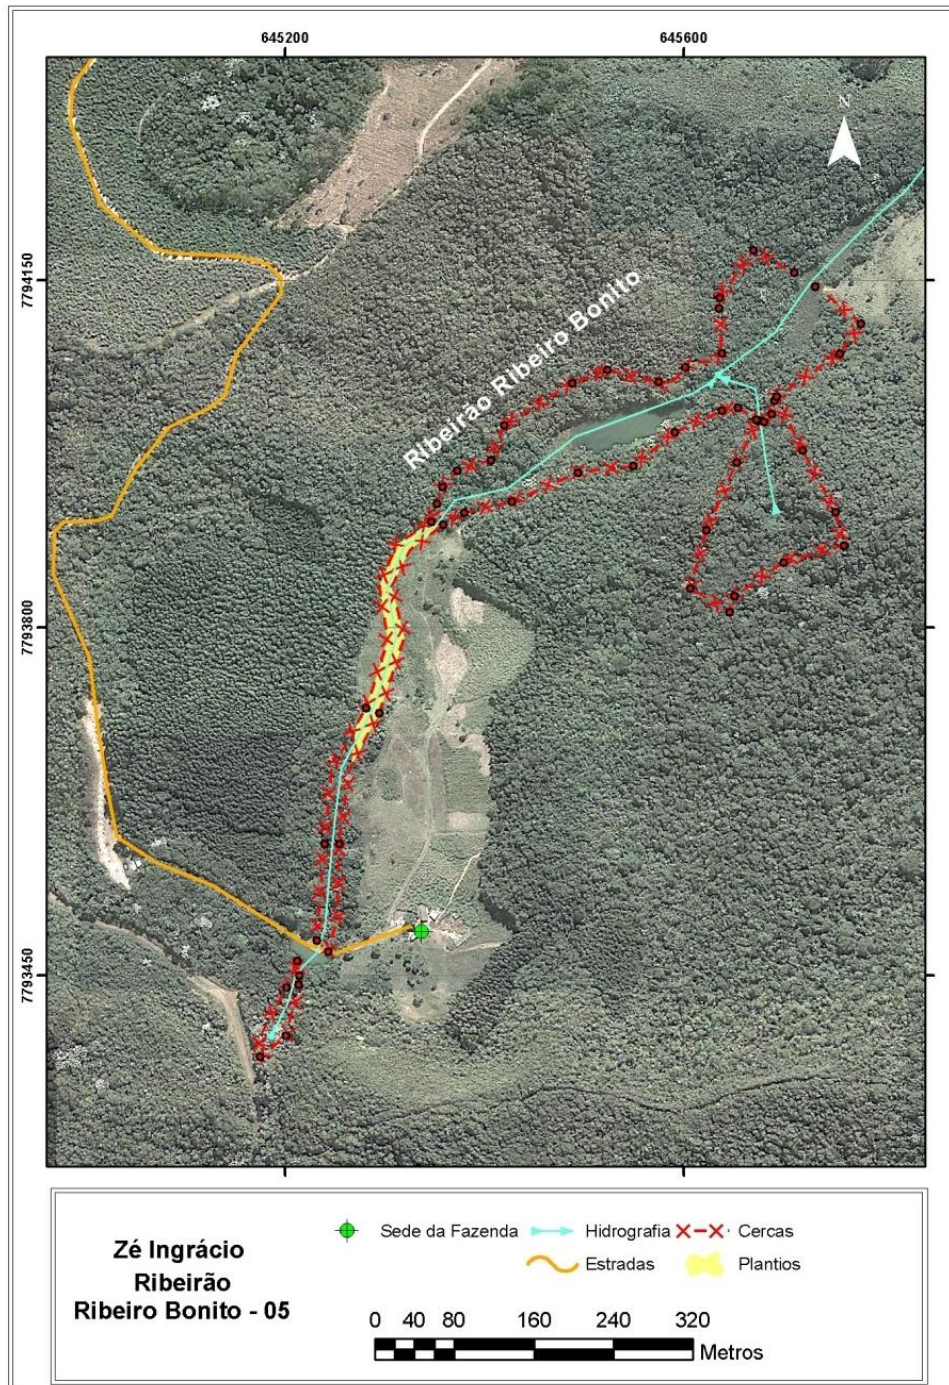 645200
645600
N
7794150
Ribeirão Ribeiro Bonito
7793800
7793450
Zé Ingrácio
Ribeirão
Ribeiro Bonito - 05
Sede da Fazenda
Hidrografia
Cercas
Estradas
Plantios
0 40 80 160 240 320
Metros